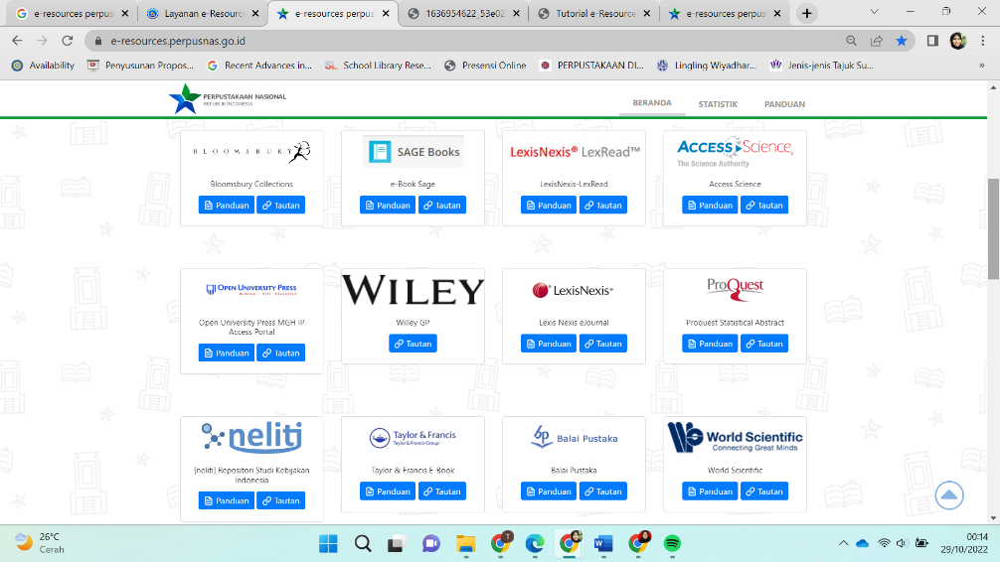 e-resources perpus
Layanan e-Resourc
e-resources perpus
1636954622_53e02
Tutorial e-Resource
e-resources perpus
e-resources.perpusnas.go.id
Availability
Penyusunan Propos...
Recent Advances in...
School Library Rese...
Presensi Online
PERPUSTAKAAN DI...
Lingling Wiyadhar...
Jenis-jenis Tajuk Su...
»
PERPUSTAKAAN NASIONAL
REPUBLIK INDONESIA
BERANDA
STATISTIK
PANDUAN
BLOOMSBURY
SAGE Books
LexisNexis® LexRead™
ACCESS Science
The Science Authority
Bloomsbury Collections
e-Book Sage
LexisNexis-LexRead
Access Science
Panduan Tautan
Panduan Tautan
Panduan Tautan
Panduan Tautan
OPEN UNIVERSITY PRESS
McGraw - Hill Education
WILEY
LexisNexis®
ProQuest
Open University Press MGH IP
Access Portal
Willey GP
Lexis Nexis eJournal
Proquest Statistical Abstract
Panduan Tautan
Tautan
Panduan Tautan
Panduan Tautan
neliti
Taylor & Francis
Taylor & Francis Group
bp Balai Pustaka
World Scientific
Connecting Great Minds
[neliti] Repositori Studi Kebijakan
Indonesia
Taylor & Francis E-Book
Balai Pustaka
World Scientific
Panduan Tautan
Panduan Tautan
Panduan Tautan
Panduan Tautan
26°C
Cerah
00:14
29/10/2022